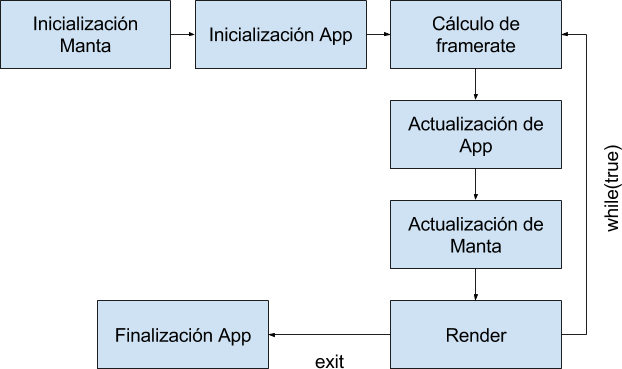 Inicialización
Manta
Inicialización App
Cálculo de
framerate
Actualización de
App
while(true)
Actualización de
Manta
Finalización App
exit
Render